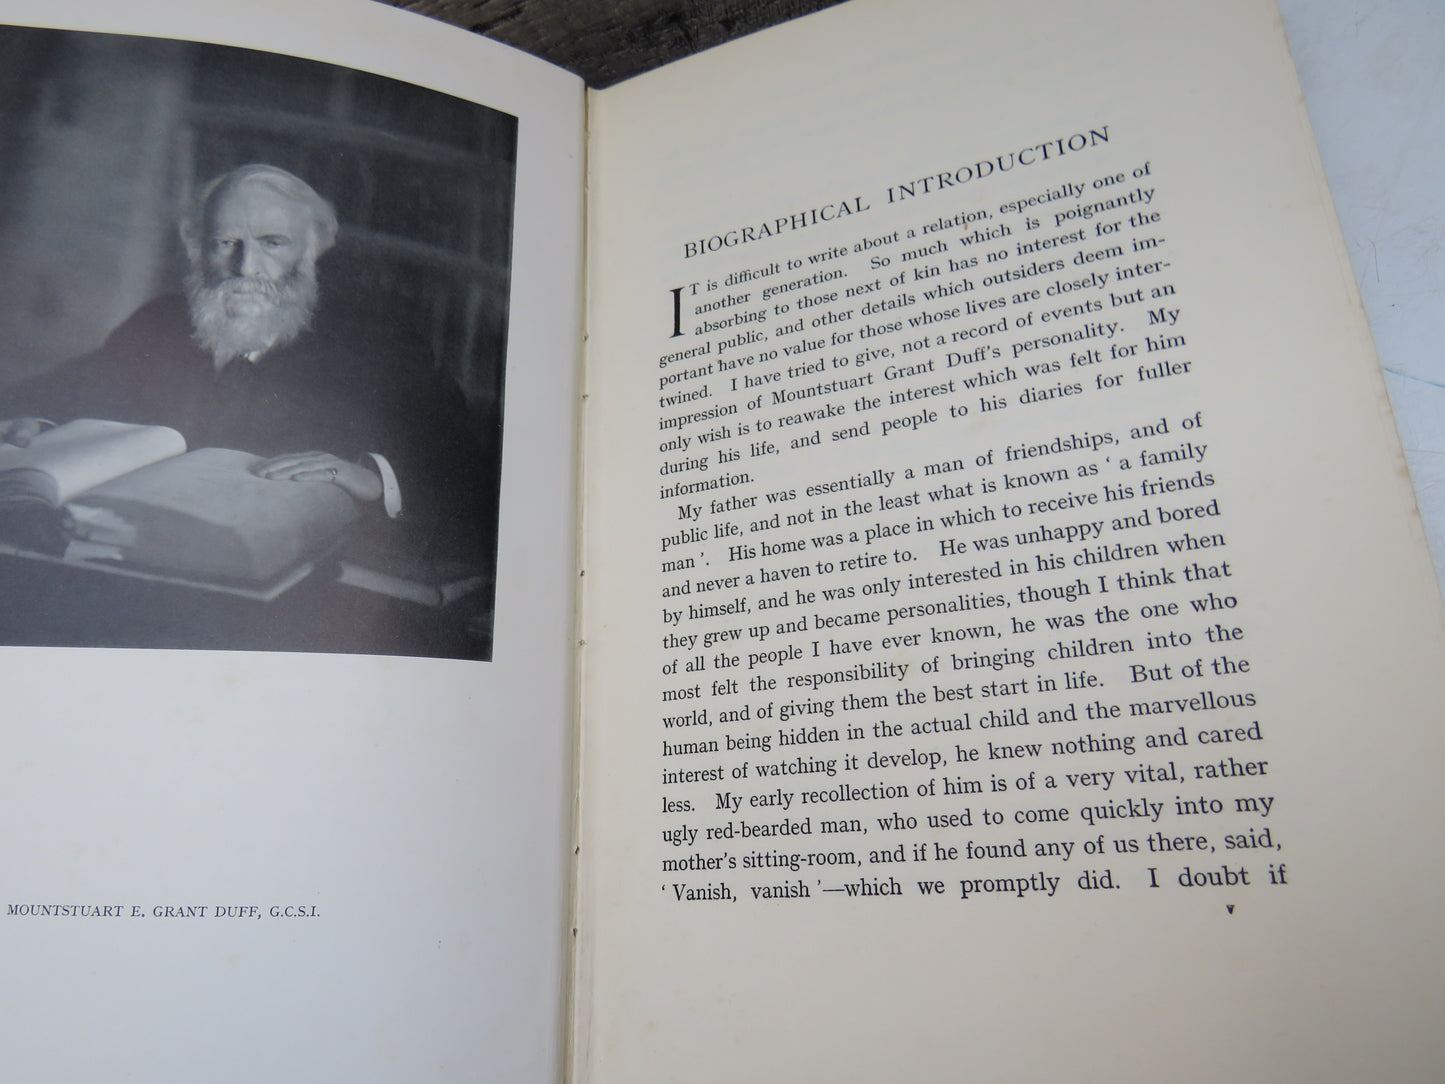 MOUNTSTUART E. GRANT DUFF, G.C.S.I.
BIOGRAPHICAL INTRODUCTION
IT is difficult to write about a relation, especially one of
another generation. So much which is poignantly
absorbing to those next of kin has no interest for the
general public, and other details which outsiders deem im-
portant have no value for those whose lives are closely inter-
twined. I have tried to give, not a record of events but an
impression of Mountstuart Grant Duff's personality. My
only wish is to reawake the interest which was felt for him
during his life, and send people to his diaries for fuller
information.
My father was essentially a man of friendships, and of
public life, and not in the least what is known as ‘ a family
man ’. His home was a place in which to receive his friends
and never a haven to retire to. He was unhappy and bored
by himself, and he was only interested in his children when
they grew up and became personalities, though I think that
of all the people I have ever known, he was the one who
most felt the responsibility of bringing children into the
world, and of giving them the best start in life. But of the
human being hidden in the actual child and the marvellous
interest of watching it develop, he knew nothing and cared
less. My early recollection of him is of a very vital, rather
ugly red-bearded man, who used to come quickly into my
mother's sitting-room, and if he found any of us there, said,
‘ Vanish, vanish ’—which we promptly did. I doubt if
v